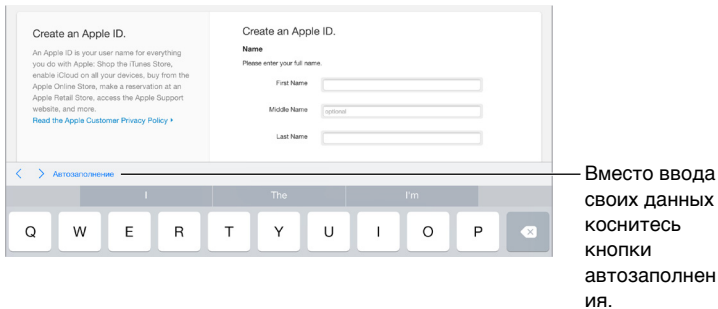 Create an Apple ID.
An Apple ID is your user name for everything
you do with Apple: Shop the iTunes Store,
enable iCloud on all your devices, buy from the
Apple Online Store, make a reservation at an
Apple Retail Store, access the Apple Support
website, and more.
Read the Apple Customer Privacy Policy
Create an Apple ID.
Name
Please enter your full name.
First Name
Middle Name optional
Last Name
Автозаполнение
I The I'm
Q W E R T Y U I O P
Вместо ввода
своих данных
коснитесь
кнопки
автозаполнен
ия.